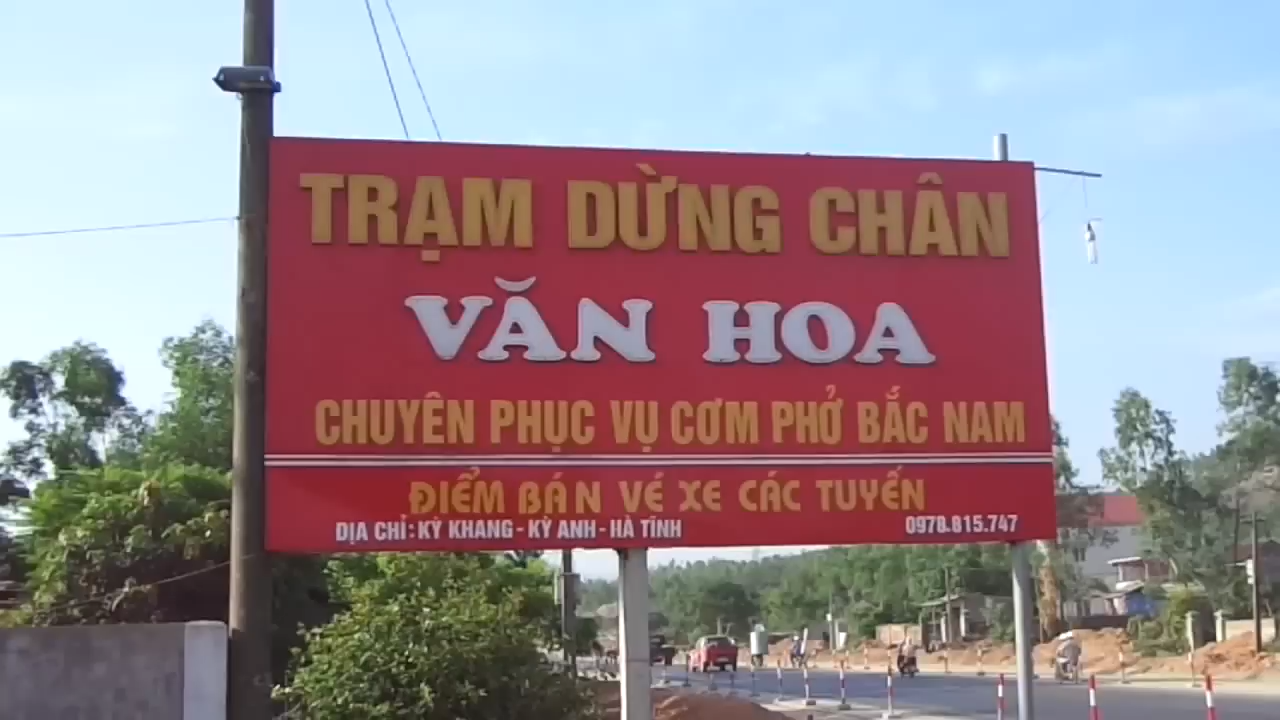 TRẠM DỪNG CHÂN
VĂN HOA
CHUYÊN PHỤC VỤ CƠM PHỞ BẮC NAM
ĐIỂM BÁN VÉ XE CÁC TUYẾN
ĐỊA CHỈ: KỲ KHANG - KỲ ANH - HÀ TĨNH
0978.815.747